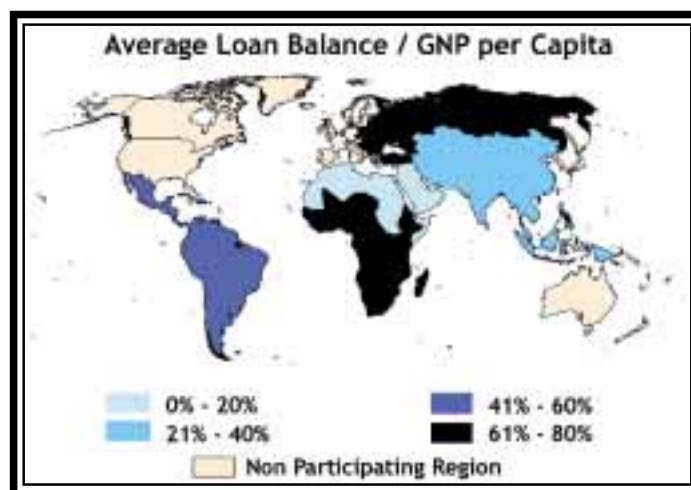 Average Loan Balance / GNP per Capita
0% - 20%
41% - 60%
21% - 40%
61% - 80%
Non Participating Region